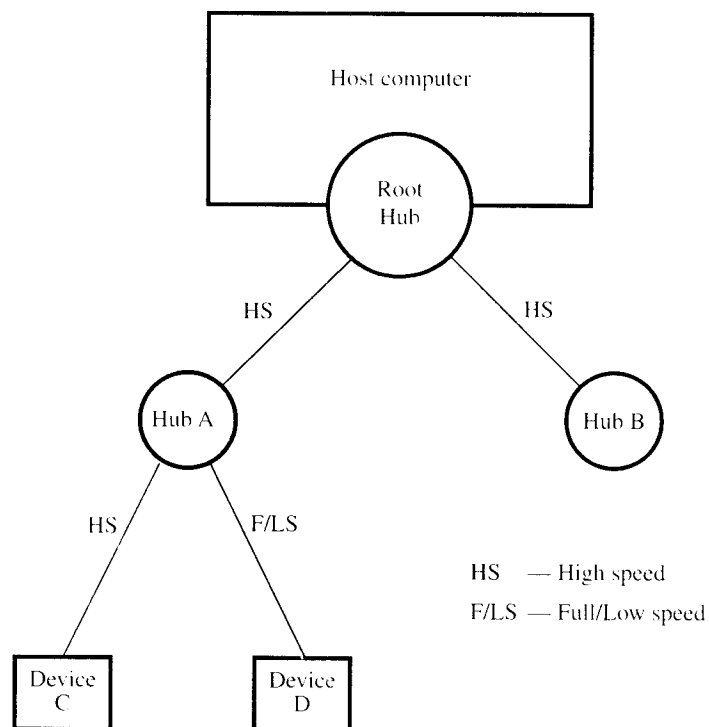 Host computer
Root
Hub
HS
HS
Hub A
Hub B
HS
F/LS
HS — High speed
F/LS — Full/Low speed
Device
C
Device
D